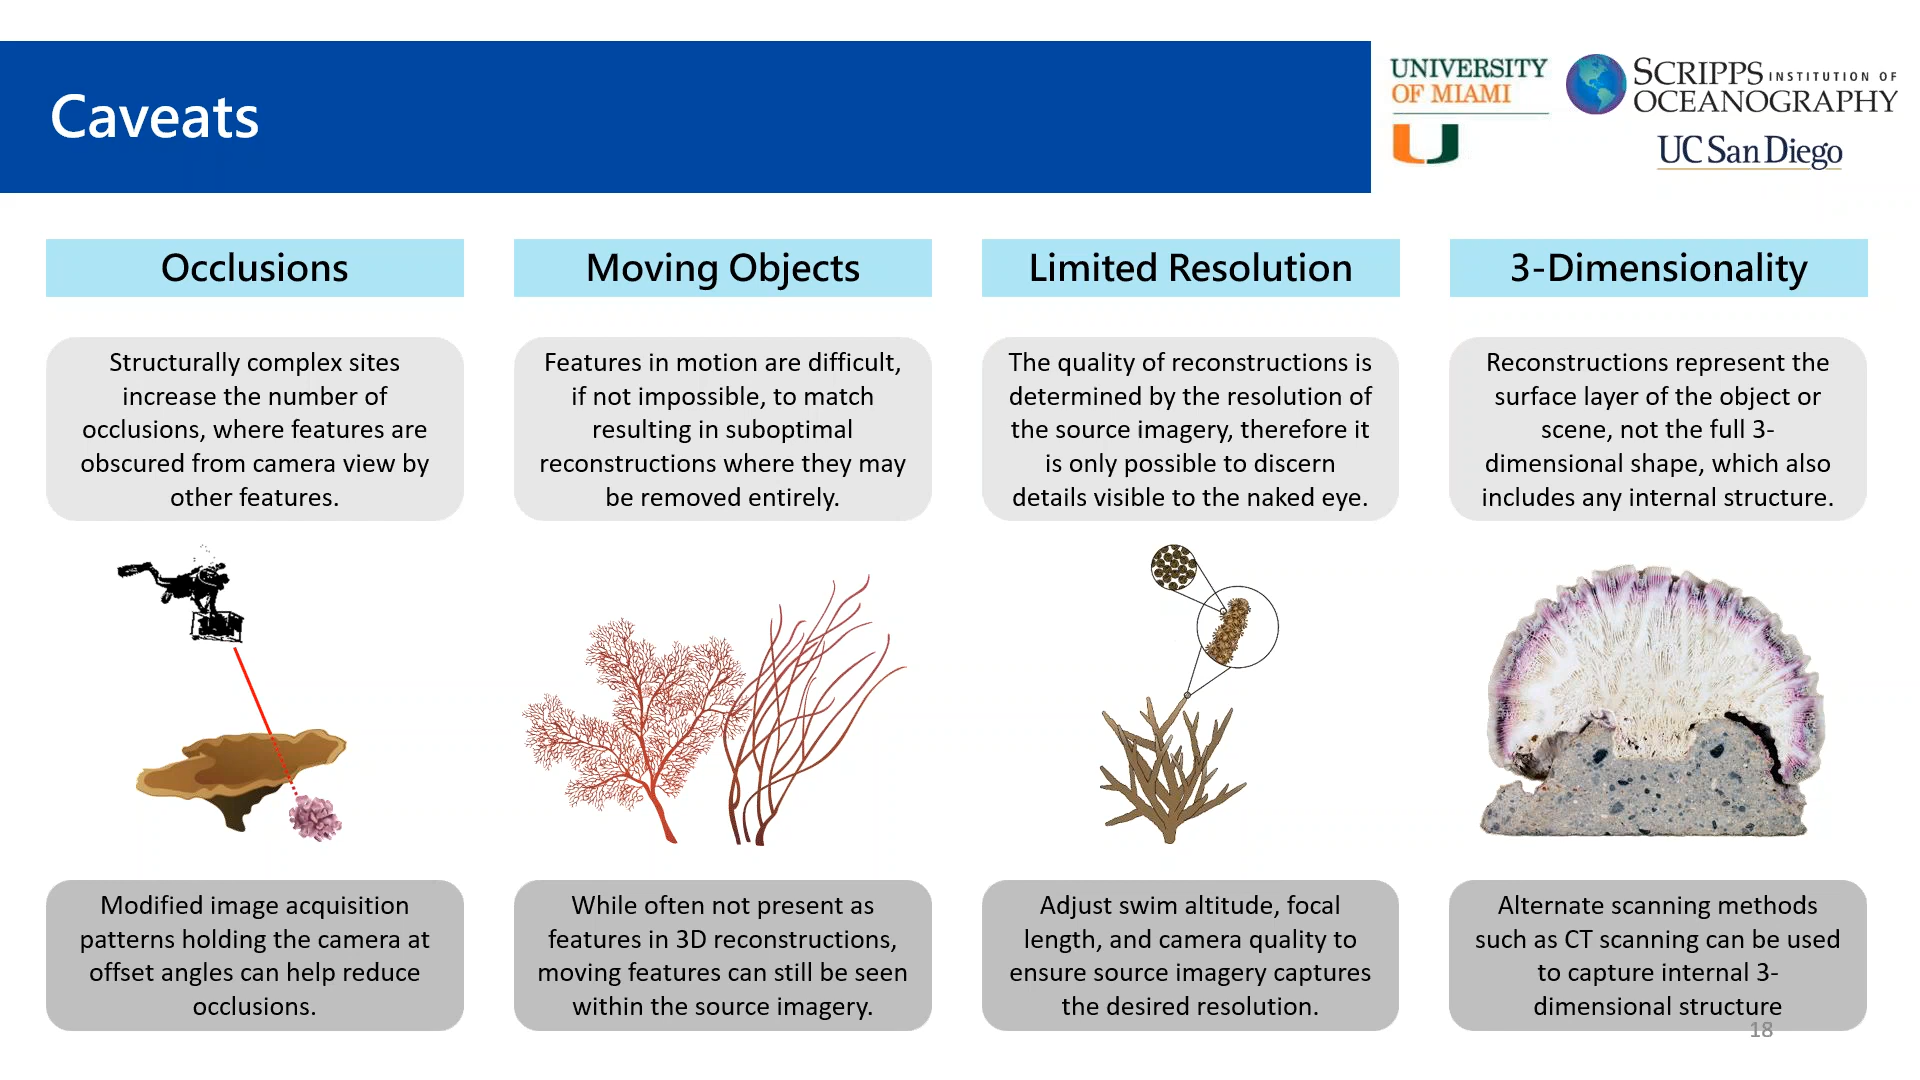 Caveats
UNIVERSITY
OF MIAMI
SCRIPPS INSTITUTION OF
OCEANOGRAPHY
UC San Diego
Occlusions
Structurally complex sites
increase the number of
occlusions, where features are
obscured from camera view by
other features.
Modified image acquisition
patterns holding the camera at
offset angles can help reduce
occlusions.
Moving Objects
Features in motion are difficult,
if not impossible, to match
resulting in suboptimal
reconstructions where they may
be removed entirely.
While often not present as
features in 3D reconstructions,
moving features can still be seen
within the source imagery.
Limited Resolution
The quality of reconstructions is
determined by the resolution of
the source imagery, therefore it
is only possible to discern
details visible to the naked eye.
Adjust swim altitude, focal
length, and camera quality to
ensure source imagery captures
the desired resolution.
3-Dimensionality
Reconstructions represent the
surface layer of the object or
scene, not the full 3-
dimensional shape, which also
includes any internal structure.
Alternate scanning methods
such as CT scanning can be used
to capture internal 3-
dimensional structure
18